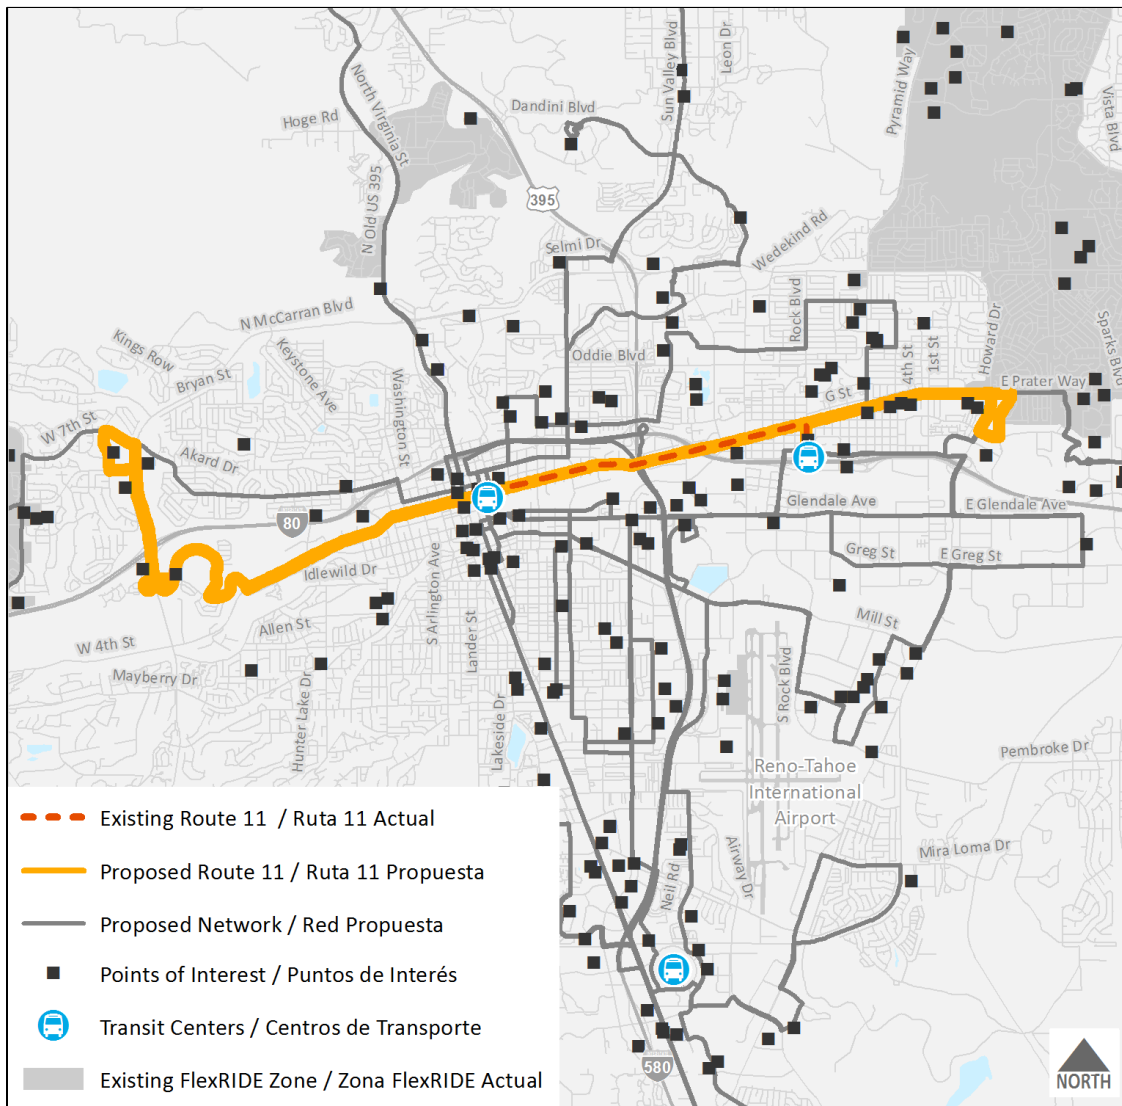 Sun Valley Blvd
Leon Dr
Pyramid Way
Vista Blvd
North Virginia St
Dandini Blvd
Hoge Rd
395
N Old US 395
Selmi Dr
Wedekind Rd
Rock Blvd
N McCarran Blvd
Kings Row
Bryan St
Keystone Ave
Washington St
Oddie Blvd
4th St
1st St
Howard Dr
Sparks Blvd
E Prater Way
G St
W 7th St
Akard Dr
80
Glendale Ave
E Glendale Ave
Greg St
E Greg St
Idlewild Dr
S Arlington Ave
Lander St
Allen St
W 4th St
Mayberry Dr
Hunter Lake Dr
Lakeside Dr
Mill St
S Rock Blvd
Pembroke Dr
Reno-Tahoe
International
Airport
Mira Loma Dr
Airway Dr
Neil Rd
580
Existing Route 11 / Ruta 11 Actual
Proposed Route 11 / Ruta 11 Propuesta
Proposed Network / Red Propuesta
Points of Interest / Puntos de Interés
Transit Centers / Centros de Transporte
Existing FlexRIDE Zone / Zona FlexRIDE Actual
NORTH